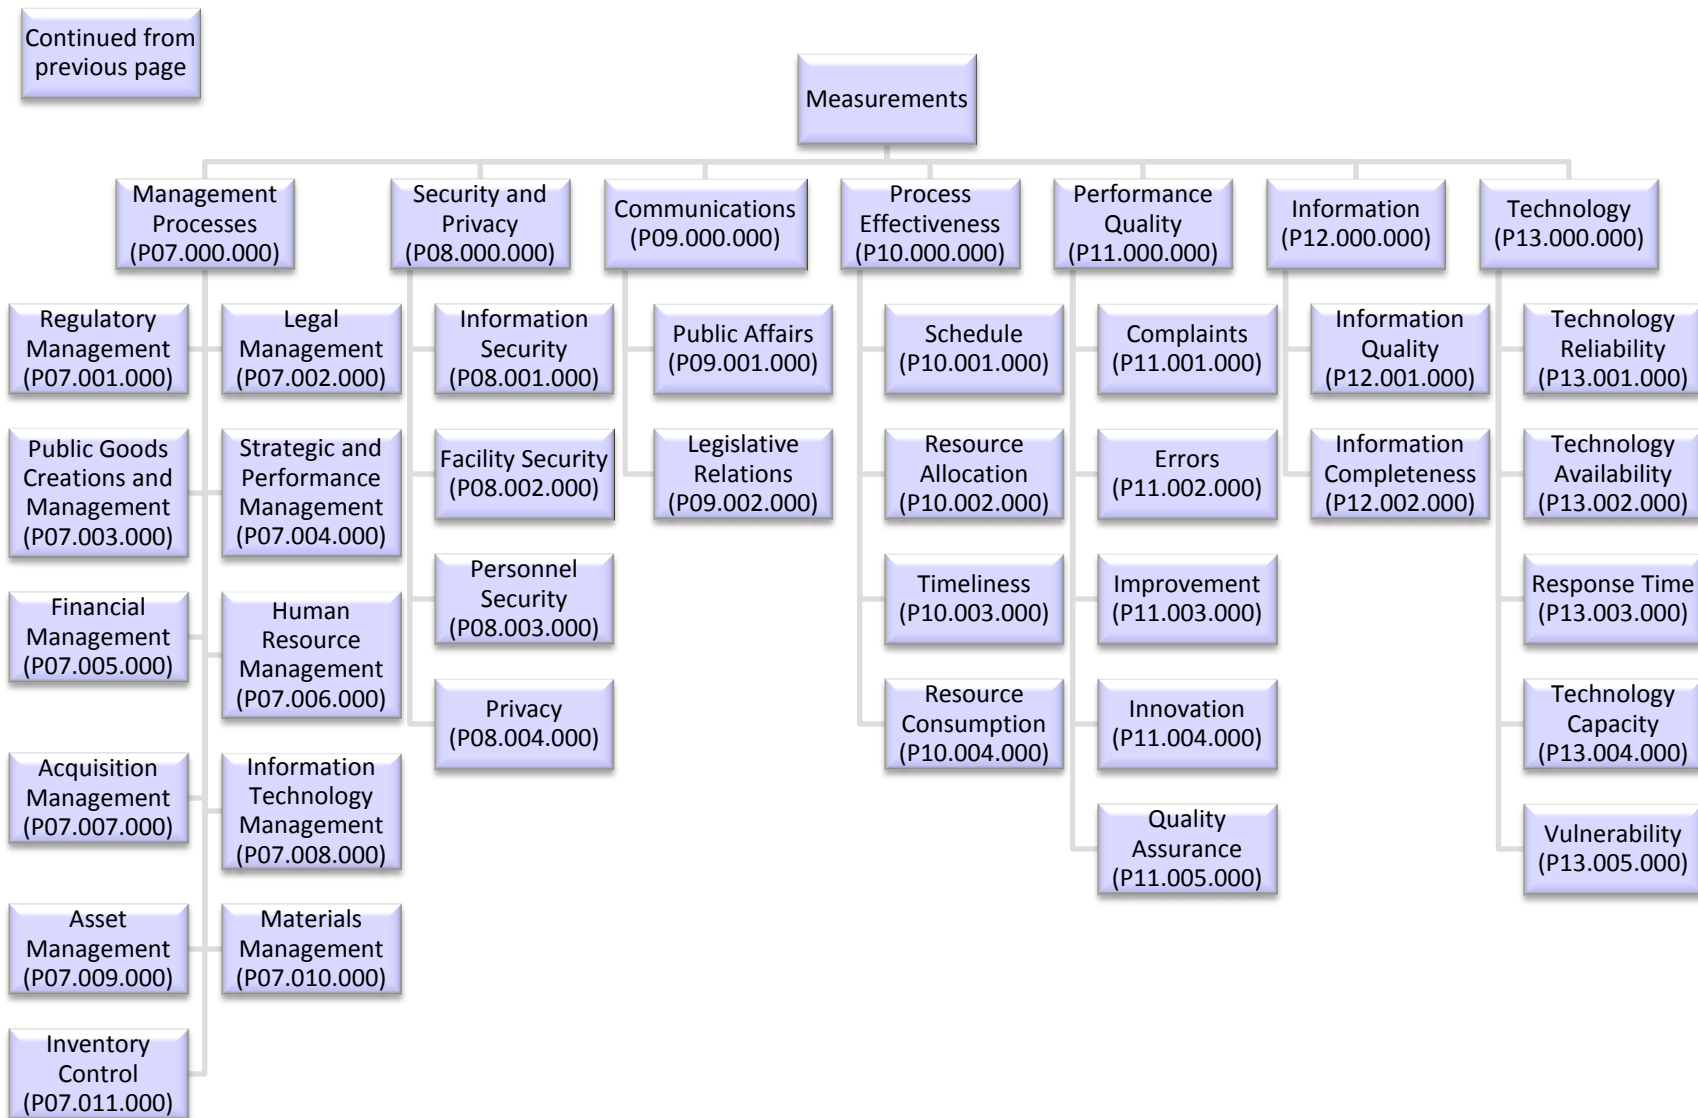 Continued from
previous page
Measurements
Management
Processes
(P07.000.000)
Security and
Privacy
(P08.000.000)
Communications
(P09.000.000)
Process
Effectiveness
(P10.000.000)
Performance
Quality
(P11.000.000)
Information
(P12.000.000)
Technology
(P13.000.000)
Regulatory
Management
(P07.001.000)
Legal
Management
(P07.002.000)
Public Goods
Creations and
Management
(P07.003.000)
Strategic and
Performance
Management
(P07.004.000)
Financial
Management
(P07.005.000)
Human
Resource
Management
(P07.006.000)
Acquisition
Management
(P07.007.000)
Information
Technology
Management
(P07.008.000)
Asset
Management
(P07.009.000)
Materials
Management
(P07.010.000)
Inventory
Control
(P07.011.000)
Information
Security
(P08.001.000)
Facility Security
(P08.002.000)
Personnel
Security
(P08.003.000)
Privacy
(P08.004.000)
Public Affairs
(P09.001.000)
Legislative
Relations
(P09.002.000)
Schedule
(P10.001.000)
Resource
Allocation
(P10.002.000)
Timeliness
(P10.003.000)
Resource
Consumption
(P10.004.000)
Complaints
(P11.001.000)
Errors
(P11.002.000)
Improvement
(P11.003.000)
Innovation
(P11.004.000)
Quality
Assurance
(P11.005.000)
Information
Quality
(P12.001.000)
Information
Completeness
(P12.002.000)
Technology
Reliability
(P13.001.000)
Technology
Availability
(P13.002.000)
Response Time
(P13.003.000)
Technology
Capacity
(P13.004.000)
Vulnerability
(P13.005.000)